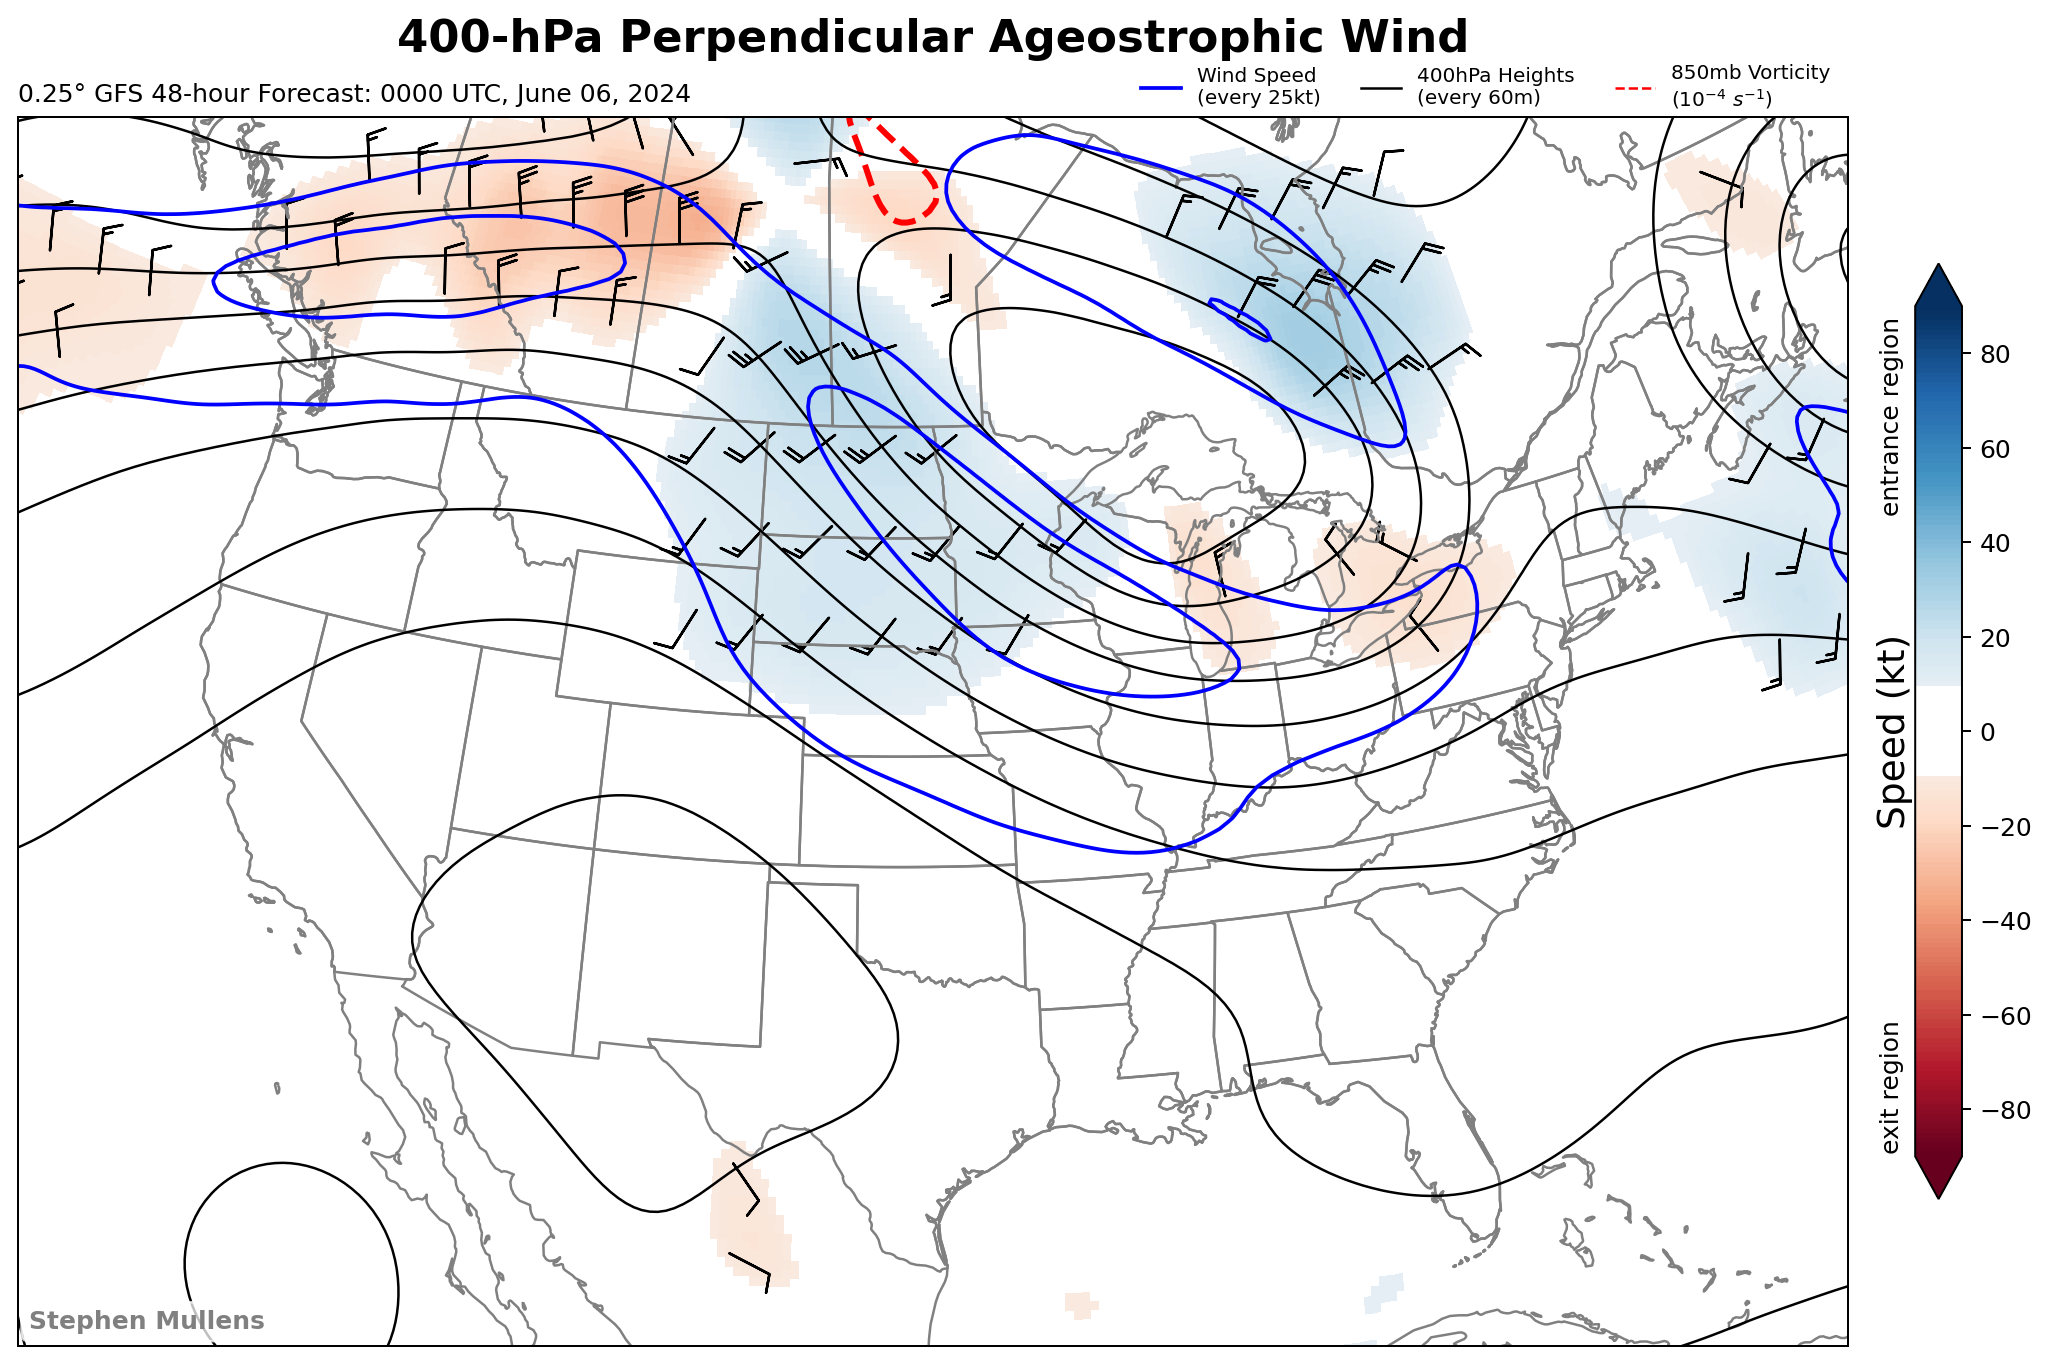 400-hPa Perpendicular Ageostrophic Wind
0.25° GFS 48-hour Forecast: 0000 UTC, June 06, 2024
Wind Speed
(every 25kt)
400hPa Heights
(every 60m)
850mb Vorticity
(10⁻⁴ s⁻¹)
entrance region
Speed (kt)
exit region
80
60
40
20
0
−20
−40
−60
−80
Stephen Mullens